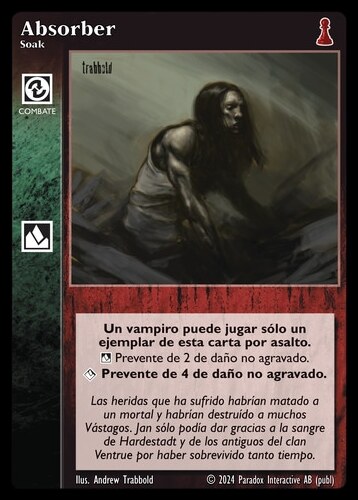 Absorber
Soak
trabbold
COMBATE
Un vampiro puede jugar sólo un
ejemplar de esta carta por asalto.
Prevente de 2 de daño no agravado.
Prevente de 4 de daño no agravado.
Las heridas que ha sufrido habrían matado a
un mortal y habrían destruído a muchos
Vástagos. Jan sólo podía dar gracias a la sangre
de Hardestadt y de los antiguos del clan
Ventrue por haber sobrevivido tanto tiempo.
Ilus. Andrew Trabbold
© 2024 Paradox Interactive AB (publ)